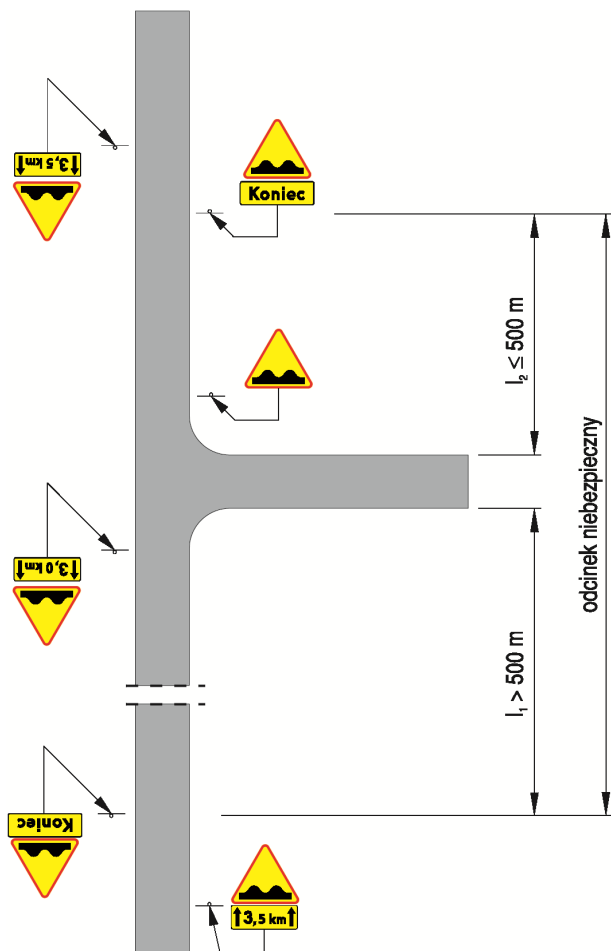 ↑3,5 km↑
Koniec
l₂ ≤ 500 m
odcinek niebezpieczny
↑3,0 km↑
l₁ > 500 m
Koniec
↑3,5 km↑